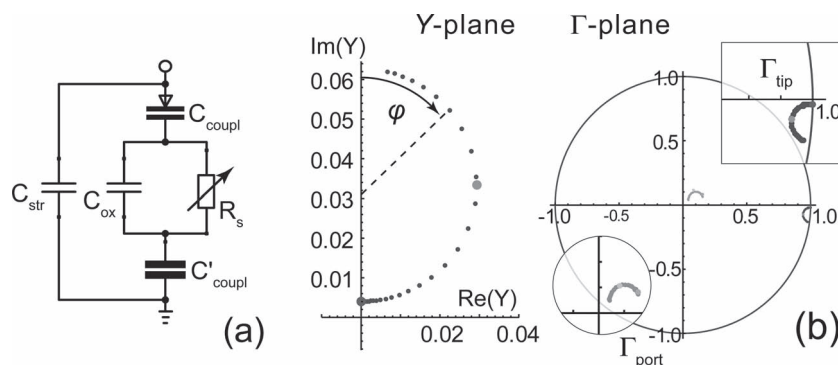 Y-plane Γ-plane
Im(Y)
0.06
0.05
0.04
0.03
0.02
0.01
φ
Re(Y)
0.00
0.02
0.04
C_coupl
C_str
C_ox
R_s
C'_coupl
(a)
1.0
0.5
-1.0
-0.5
0.5
1.0
-0.5
-1.0
Γ_tip
1.0
Γ_port
(b)